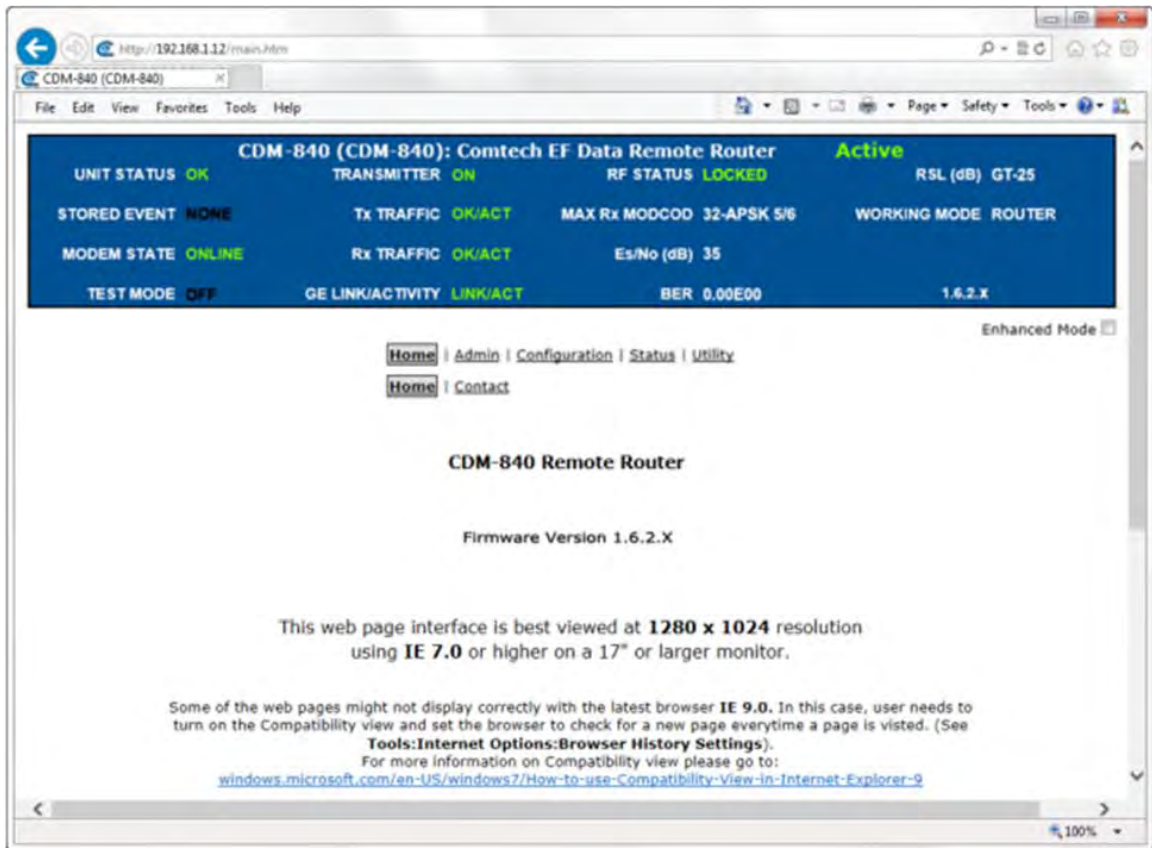 http://192.168.1.12/main.htm
CDM-840 (CDM-840)
File Edit View Favorites Tools Help
Page Safety Tools
CDM-840 (CDM-840): Comtech EF Data Remote Router Active
UNIT STATUS OK TRANSMITTER ON RF STATUS LOCKED RSL (dB) GT-25
STORED EVENT NONE Tx TRAFFIC OK/ACT MAX Rx MODCOD 32-APSK 5/6 WORKING MODE ROUTER
MODEM STATE ONLINE Rx TRAFFIC OK/ACT Es/No (dB) 35
TEST MODE OFF GE LINK/ACTIVITY LINK/ACT BER 0.00E00 1.6.2.X
Enhanced Mode
Home | Admin | Configuration | Status | Utility
Home | Contact
CDM-840 Remote Router
Firmware Version 1.6.2.X
This web page interface is best viewed at 1280 x 1024 resolution
using IE 7.0 or higher on a 17" or larger monitor.
Some of the web pages might not display correctly with the latest browser IE 9.0. In this case, user needs to
turn on the Compatibility view and set the browser to check for a new page everytime a page is visted. (See
Tools:Internet Options:Browser History Settings).
For more information on Compatibility view please go to:
windows.microsoft.com/en-US/windows7/How-to-use-Compatibility-View-in-Internet-Explorer-9
100%